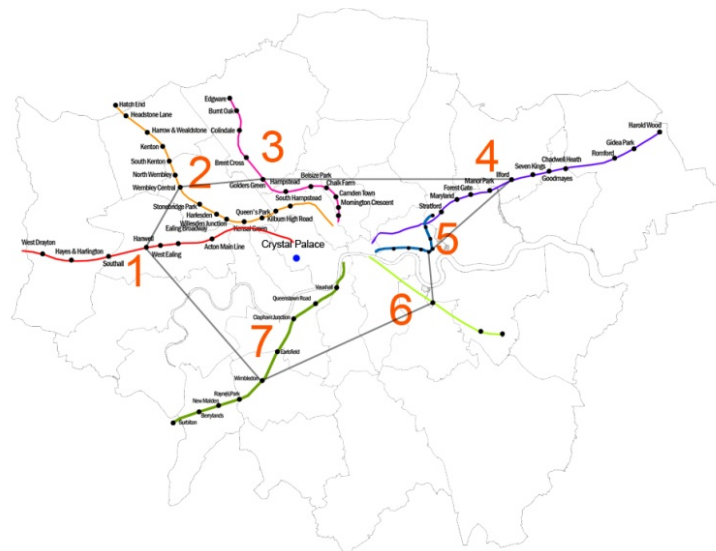 Hatch End
Headstone Lane
Harrow & Wealdstone
Kenton
South Kenton
North Wembley
Wembley Central
Stonebridge Park
Harlesden
Willesden Junction
Kensal Green
Queen's Park
Kilburn High Road
South Hampstead
2
Edgware
Burnt Oak
Colindale
Brent Cross
Golders Green
Hampstead
Belsize Park
Chalk Farm
Camden Town
Mornington Crescent
3
Harold Wood
Gidea Park
Romford
Chadwell Heath
Goodmayes
Seven Kings
Ilford
Manor Park
Forest Gate
Maryland
Stratford
4
5
West Drayton
Hayes & Harlington
Southall
Hanwell
West Ealing
Ealing Broadway
Acton Main Line
1
Crystal Palace
6
Vauxhall
Queenstown Road
Clapham Junction
Earlsfield
Wimbledon
Raynes Park
New Malden
Berrylands
Surbiton
7